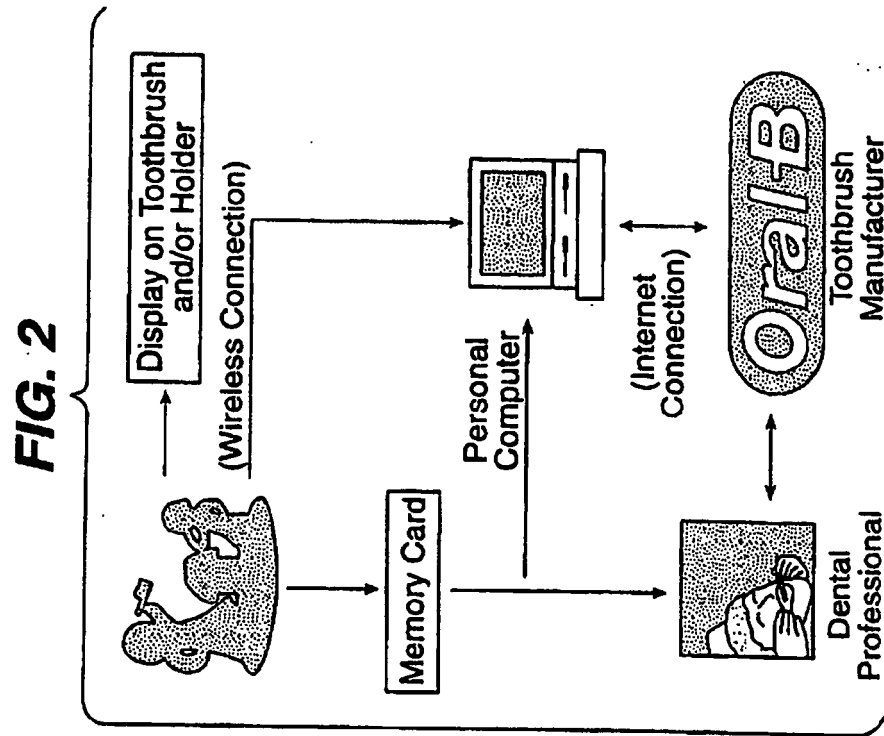 FIG. 2
Display on Toothbrush
and/or Holder
(Wireless Connection)
Memory Card
Personal
Computer
(Internet
Connection)
Dental
Professional
Oral-B
Toothbrush
Manufacturer